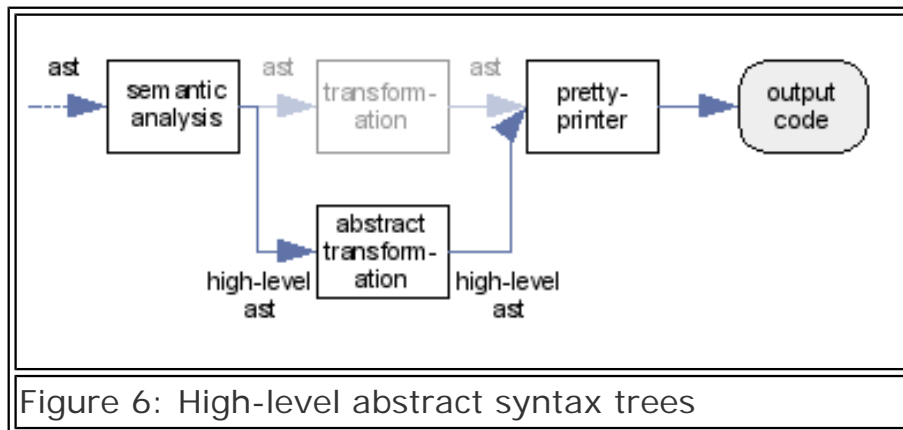 ast
semantic
analysis
ast
transform-
ation
ast
pretty-
printer
output
code
abstract
transform-
ation
high-level
ast
high-level
ast
Figure 6: High-level abstract syntax trees